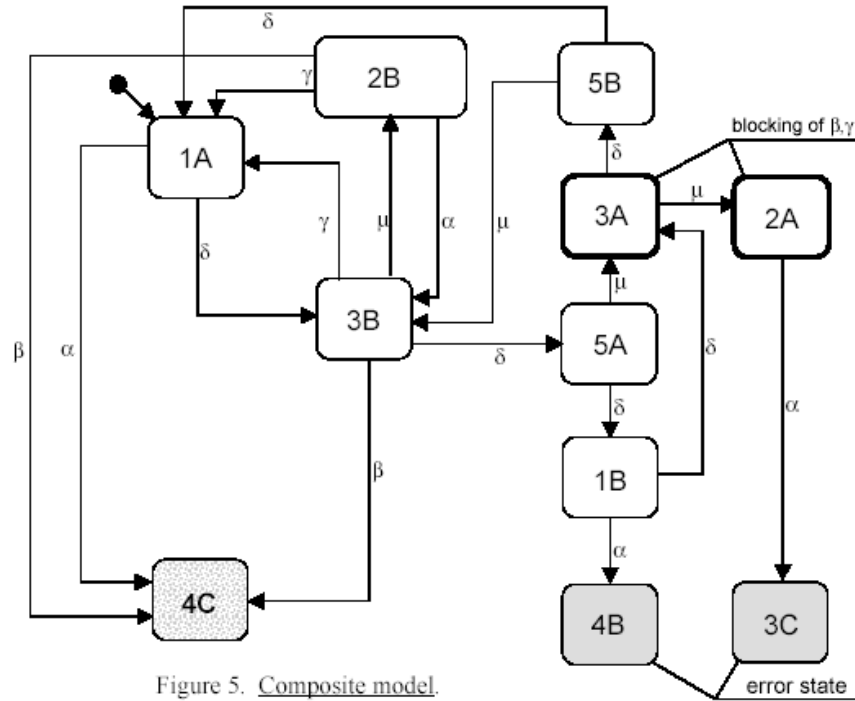 δ
2B
5B
γ
blocking of β,γ
1A
δ
3A
μ
2A
γ
μ
α
μ
δ
3B
μ
5A
δ
β
α
δ
δ
α
β
1B
α
4C
4B
3C
Figure 5. Composite model.
error state